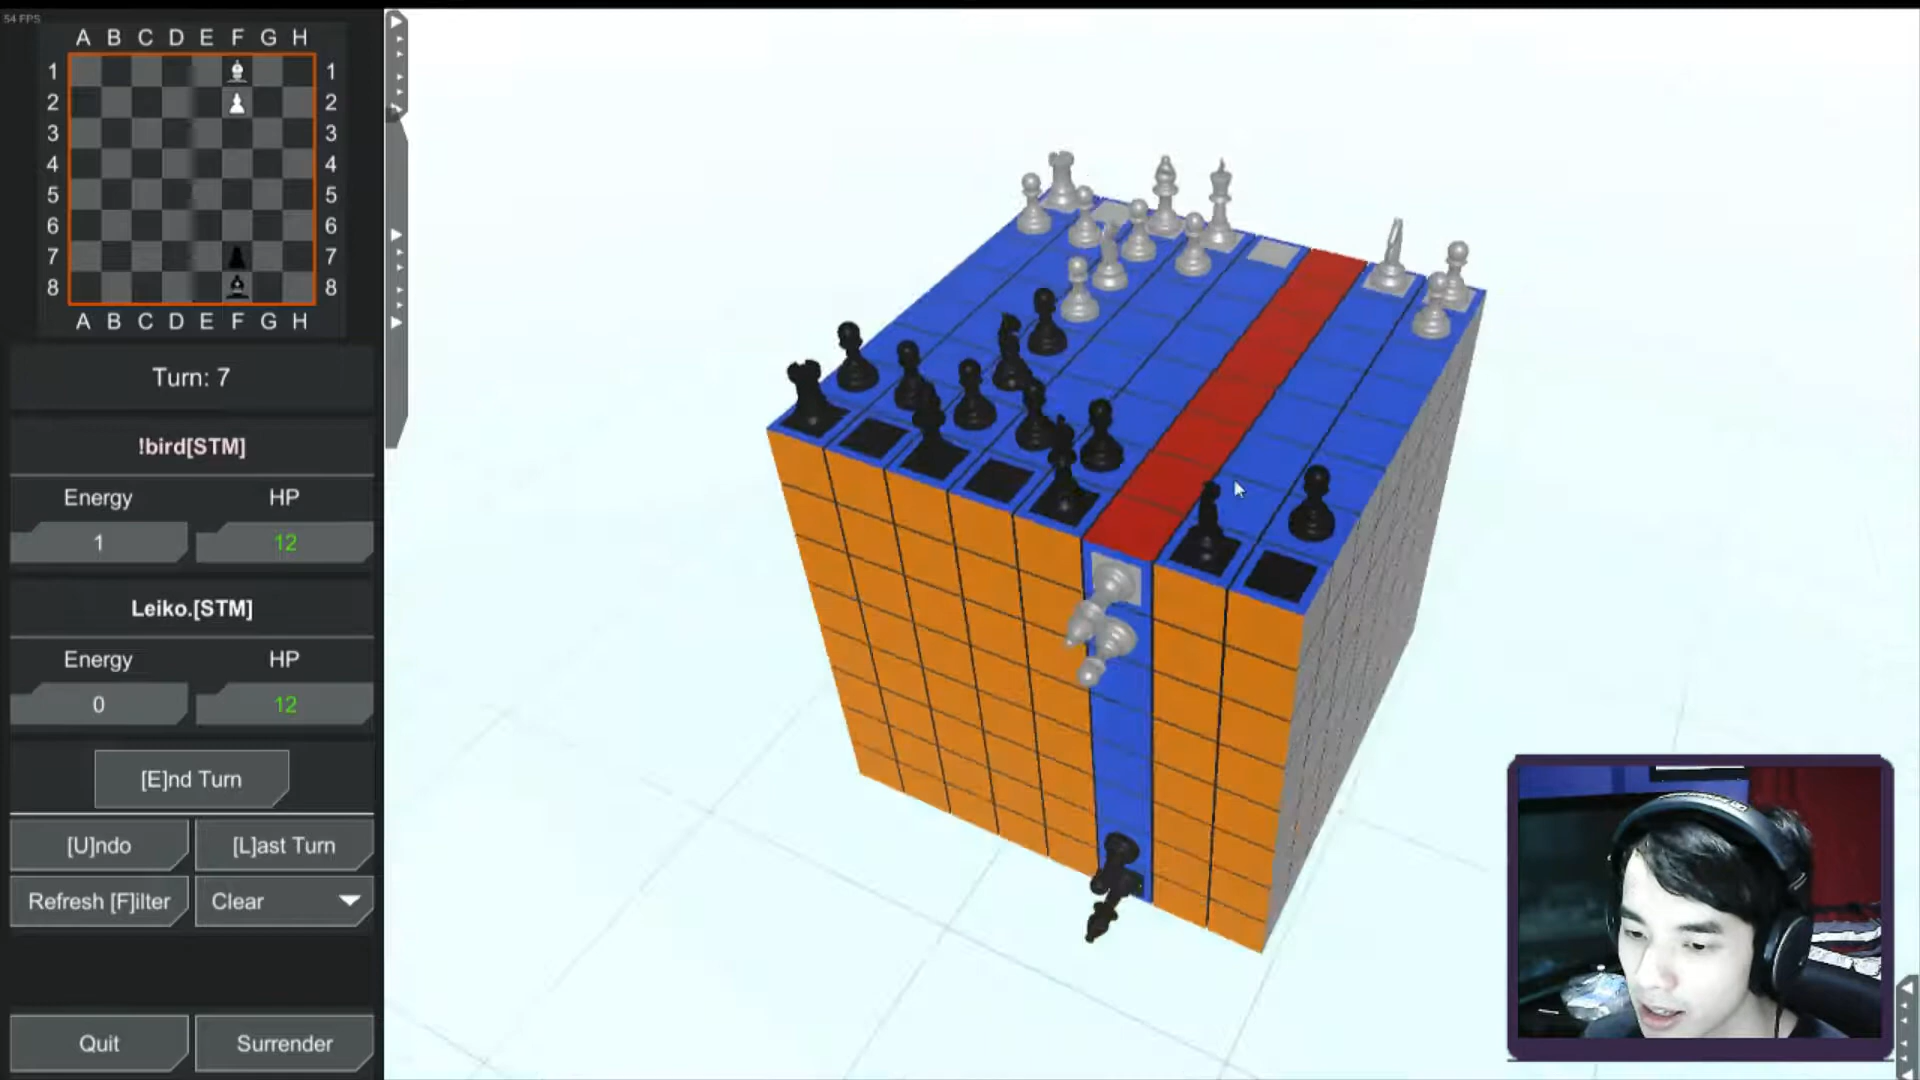 54 FPS
A B C D E F G H
1 1
2 2
3 3
4 4
5 5
6 6
7 7
8 8
A B C D E F G H
Turn: 7
!bird[STM]
Energy HP
1 12
Leiko.[STM]
Energy HP
0 12
[E]nd Turn
[U]ndo [L]ast Turn
Refresh [F]ilter Clear
Quit Surrender